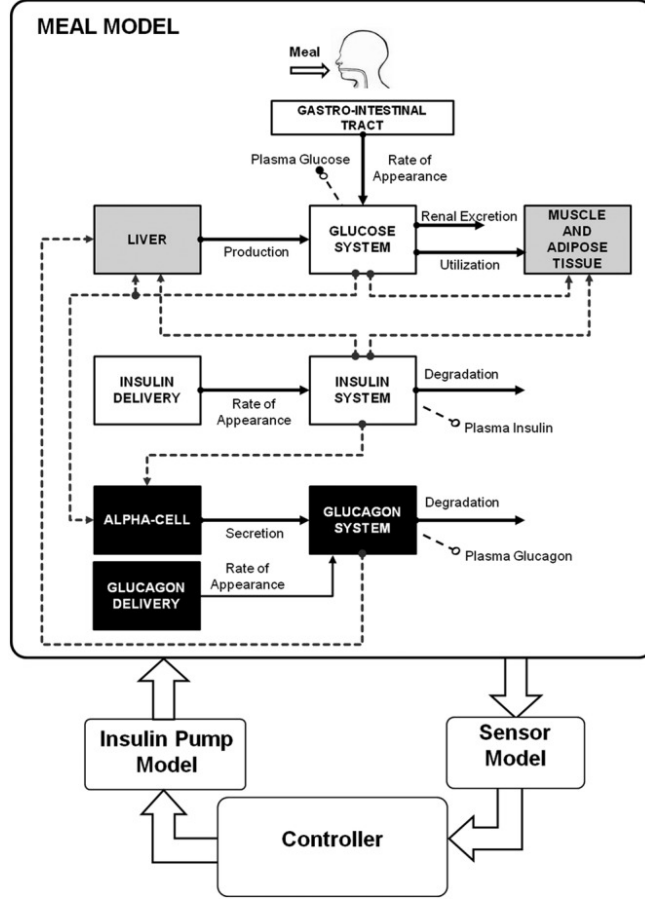 MEAL MODEL
Meal
GASTRO-INTESTINAL
TRACT
Plasma Glucose
Rate of
Appearance
LIVER
Production
GLUCOSE
SYSTEM
Renal Excretion
Utilization
MUSCLE
AND
ADIPOSE
TISSUE
INSULIN
DELIVERY
Rate of
Appearance
INSULIN
SYSTEM
Degradation
Plasma Insulin
ALPHA-CELL
Secretion
GLUCAGON
SYSTEM
Degradation
Plasma Glucagon
GLUCAGON
DELIVERY
Rate of
Appearance
Insulin Pump
Model
Sensor
Model
Controller